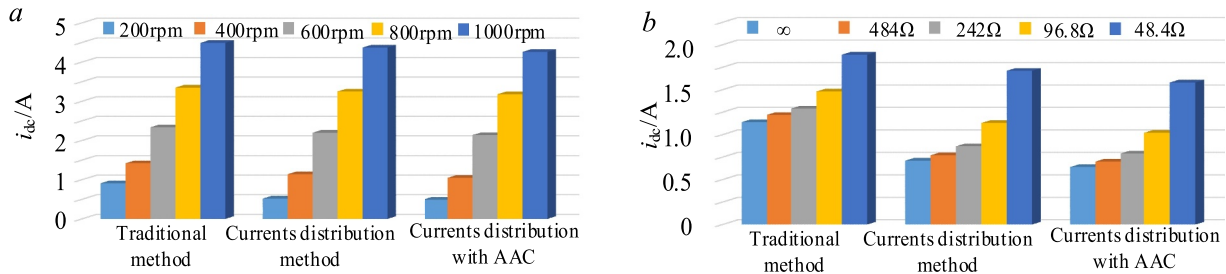 a
200rpm 400rpm 600rpm 800rpm 1000rpm
5
4
3
2
1
0
i_dc/A
Traditional method
Currents distribution method
Currents distribution with AAC
b
∞ 484Ω 242Ω 96.8Ω 48.4Ω
2.0
1.5
1.0
0.5
0
i_dc/A
Traditional method
Currents distribution method
Currents distribution with AAC